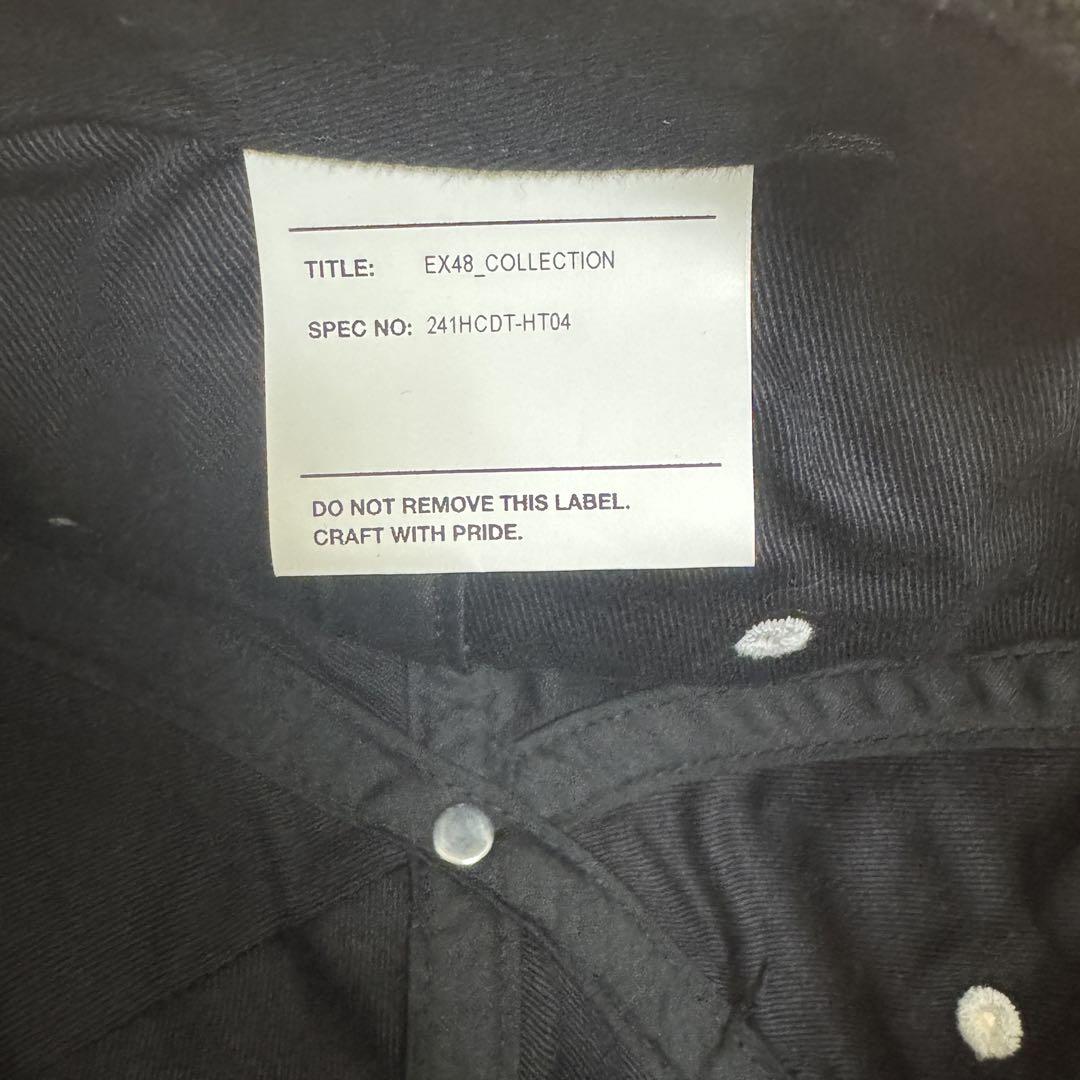 TITLE: EX48_COLLECTION
SPEC NO: 241HCDT-HT04
DO NOT REMOVE THIS LABEL.
CRAFT WITH PRIDE.